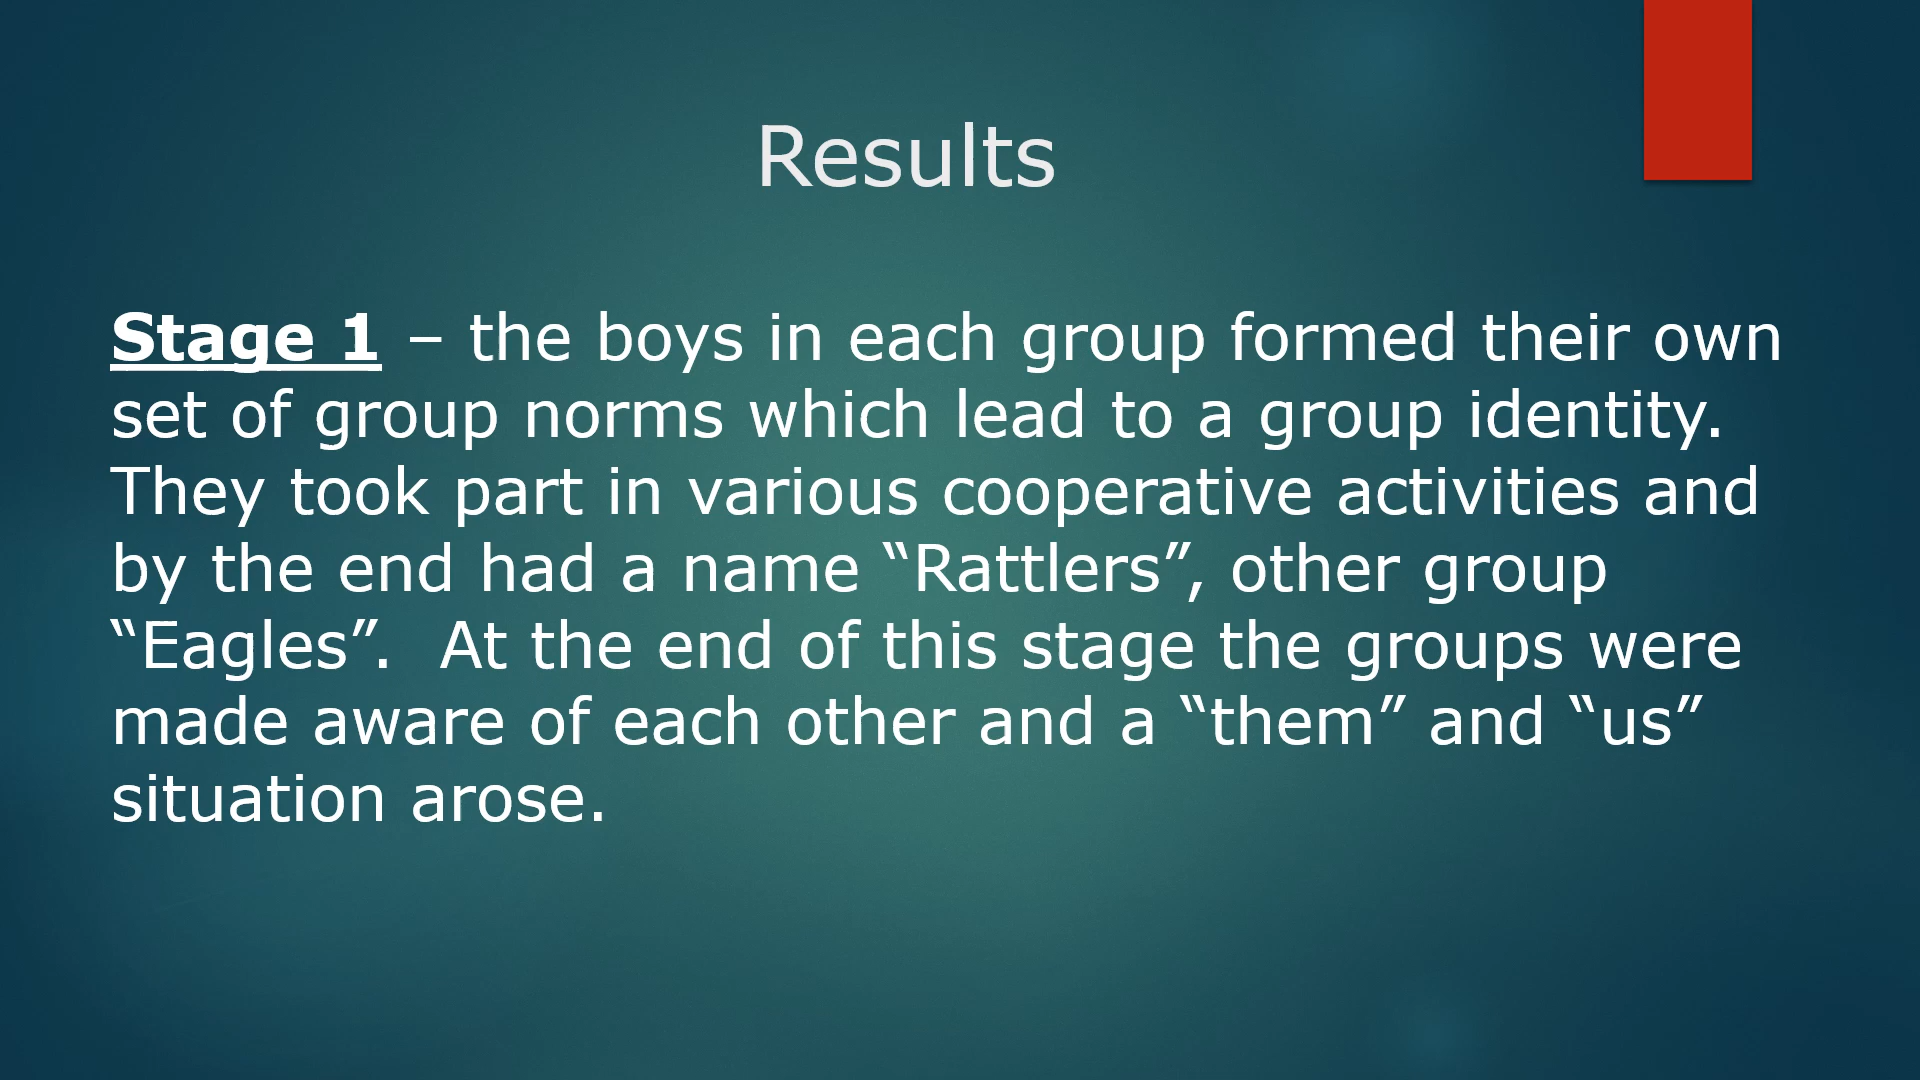 Results
Stage 1 – the boys in each group formed their own
set of group norms which lead to a group identity.
They took part in various cooperative activities and
by the end had a name “Rattlers”, other group
“Eagles”.  At the end of this stage the groups were
made aware of each other and a “them” and “us”
situation arose.